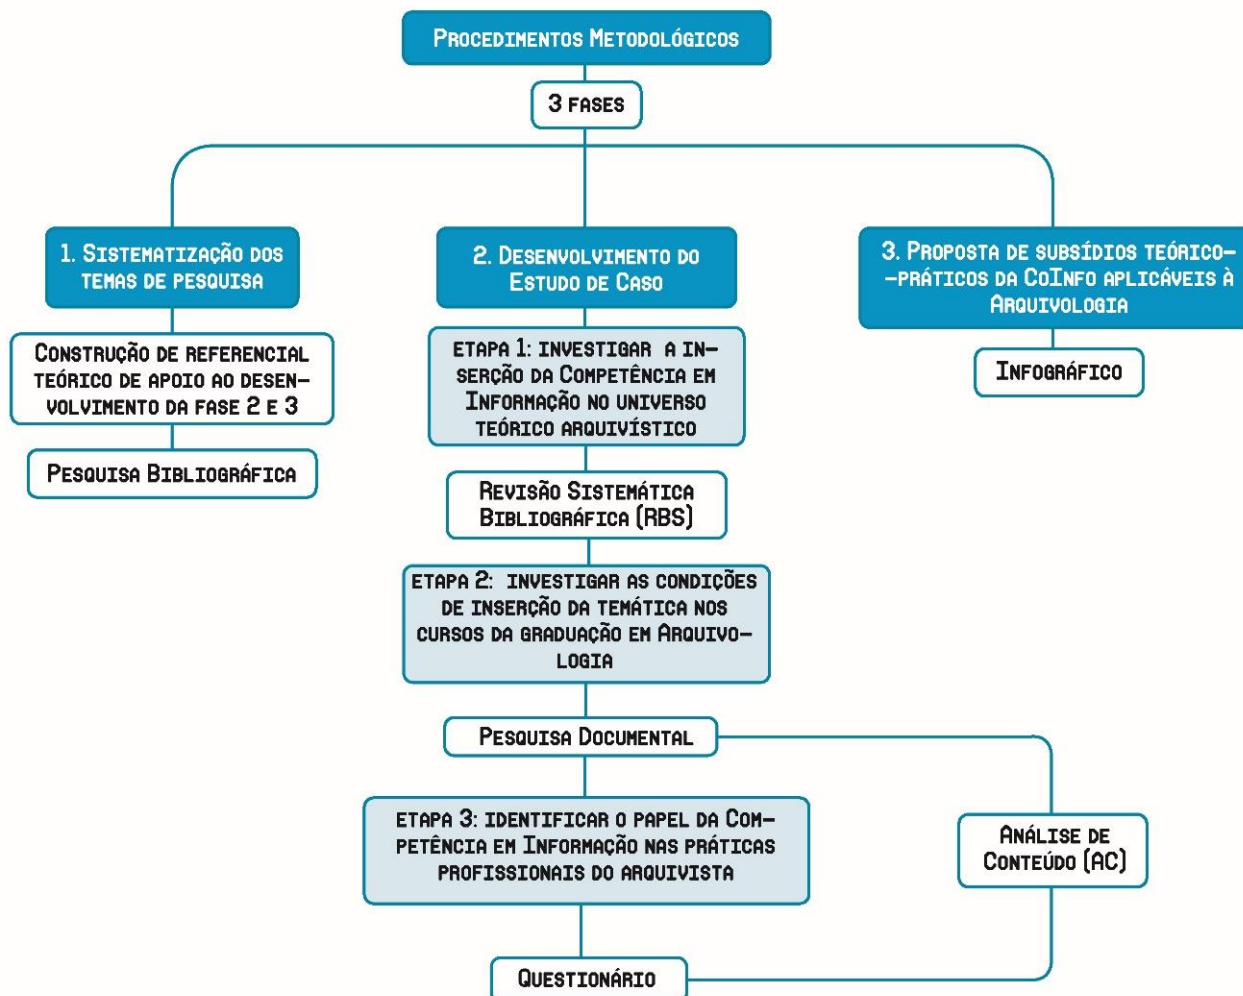 Procedimentos Metodológicos
3 fases
1. Sistematização dos
temas de pesquisa
Construção de referencial
teórico de apoio ao desen-
volvimento da fase 2 e 3
Pesquisa Bibliográfica
2. Desenvolvimento do
Estudo de Caso
etapa 1: investigar a in-
serção da Competência em
Informação no universo
teórico arquivístico
Revisão Sistemática
Bibliográfica (RBS)
etapa 2: investigar as condições
de inserção da temática nos
cursos da graduação em Arquivo-
logia
Pesquisa Documental
etapa 3: identificar o papel da Com-
petência em Informação nas práticas
profissionais do arquivista
Questionário
Análise de
Conteúdo (AC)
3. Proposta de subsídios teórico-
-práticos da CoInfo aplicáveis à
Arquivologia
Infográfico